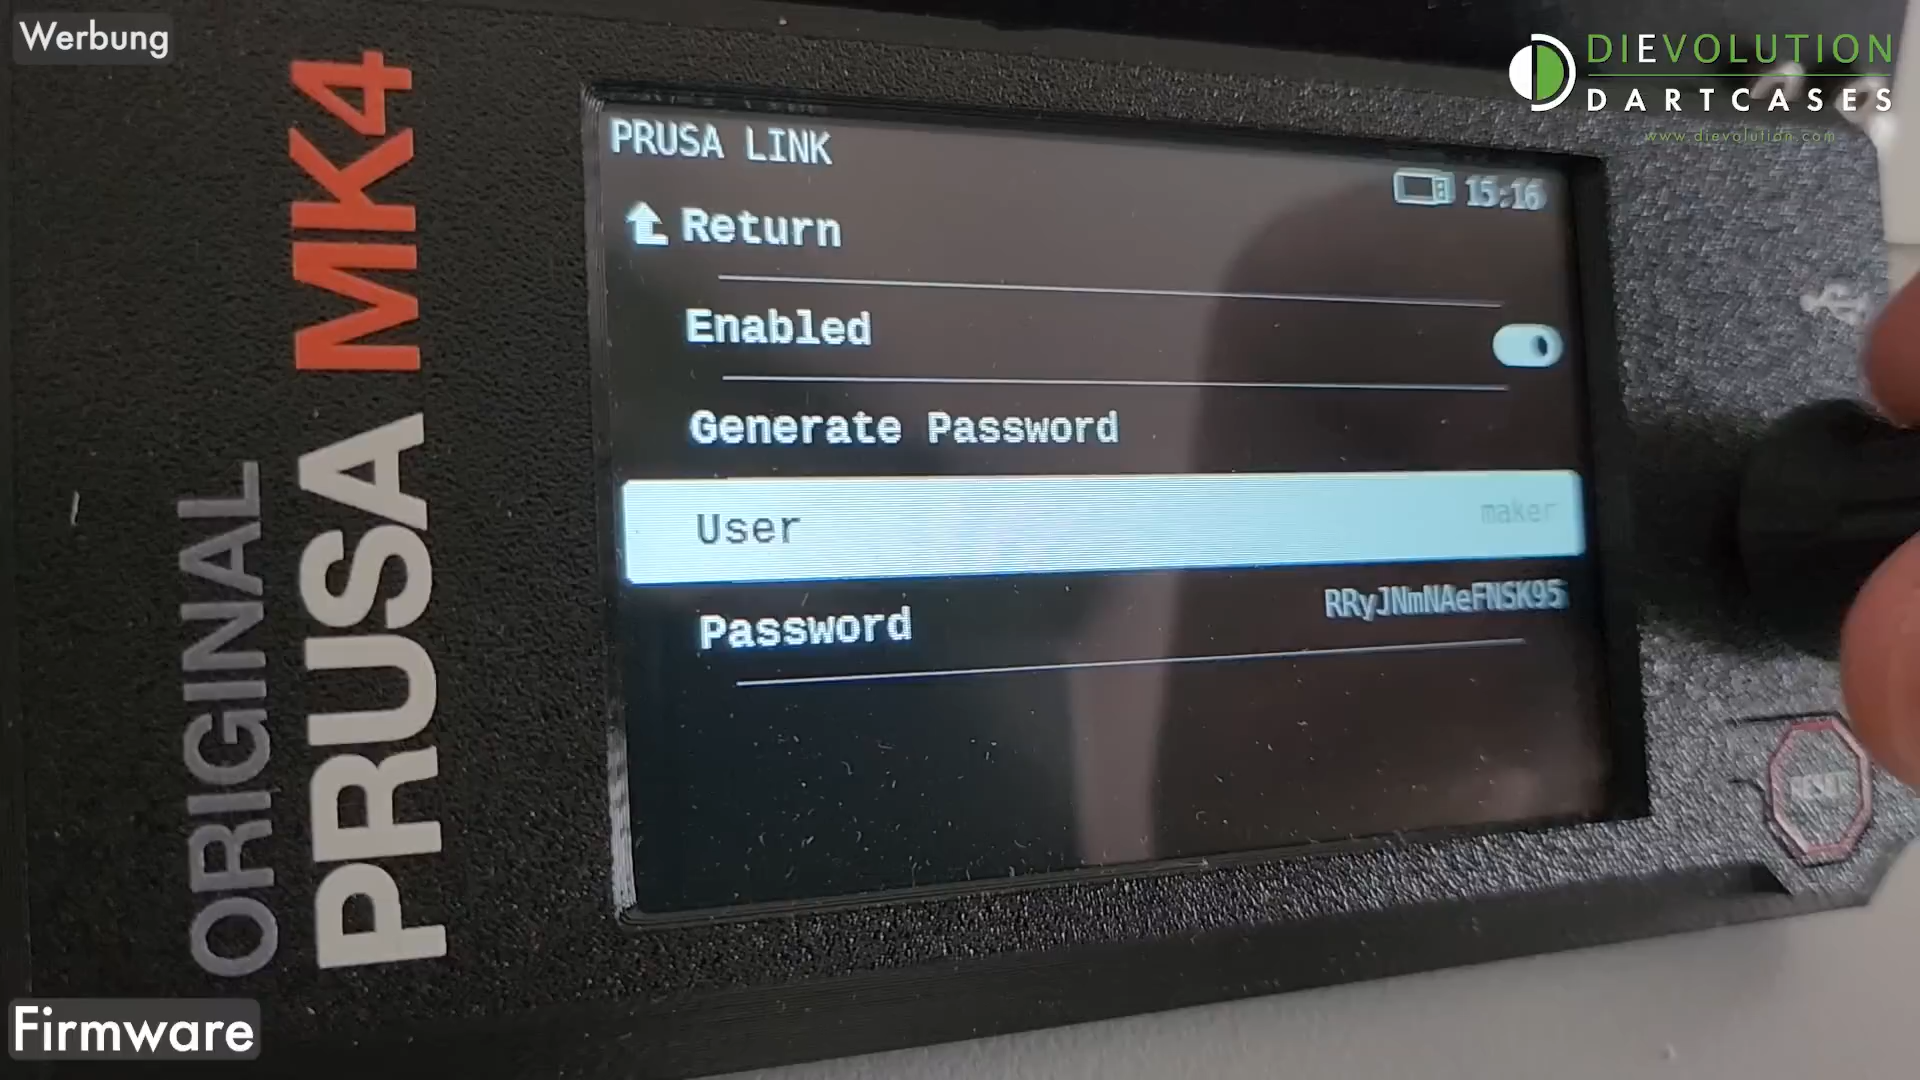 Werbung
DIEVOLUTION
DARTCASES
www.dievolution.com
ORIGINAL
PRUSA MK4
PRUSA LINK
15:16
Return
Enabled
Generate Password
User maker
Password RRyJNmNAeFNSK95
RESET
Firmware